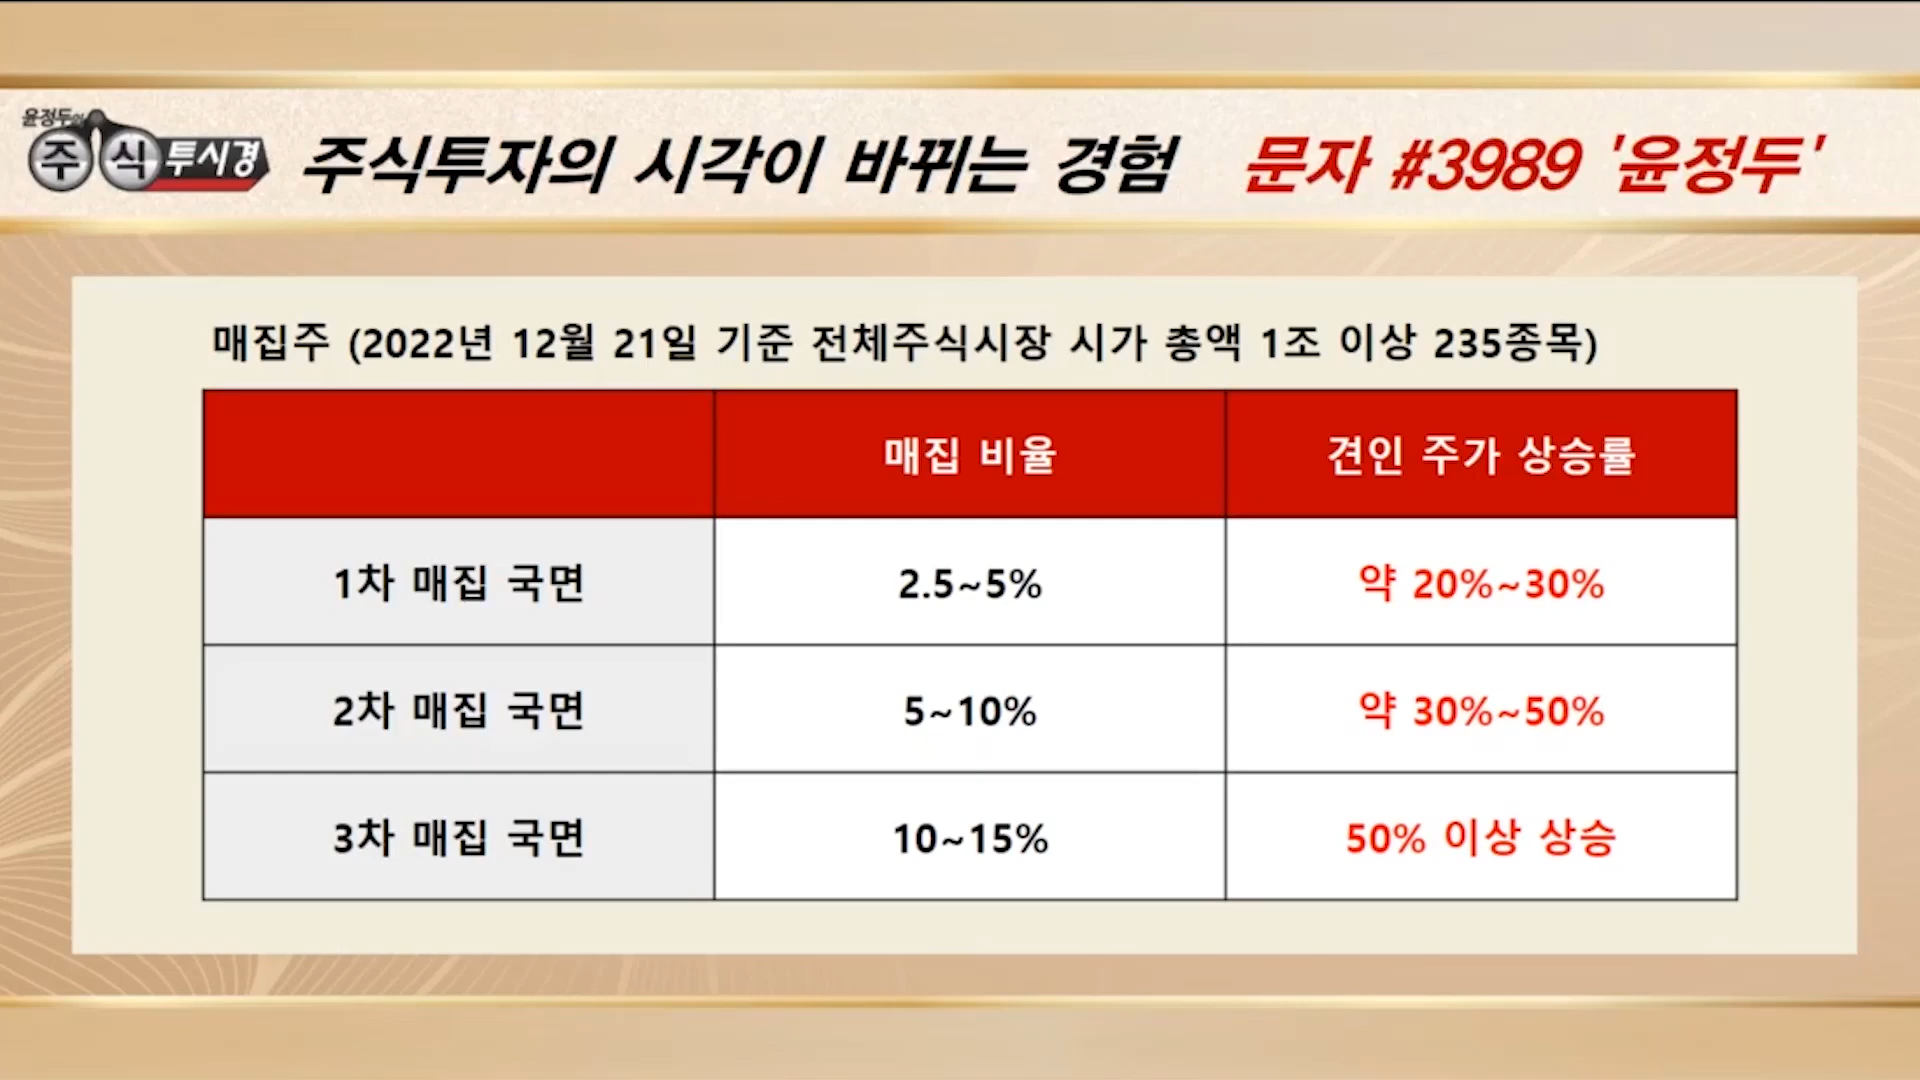 윤정두의
주식투시경
주식투자의 시각이 바뀌는 경험 문자 #3989 '윤정두'
매집주 (2022년 12월 21일 기준 전체주식시장 시가 총액 1조 이상 235종목)
매집 비율 견인 주가 상승률
1차 매집 국면 2.5~5% 약 20%~30%
2차 매집 국면 5~10% 약 30%~50%
3차 매집 국면 10~15% 50% 이상 상승